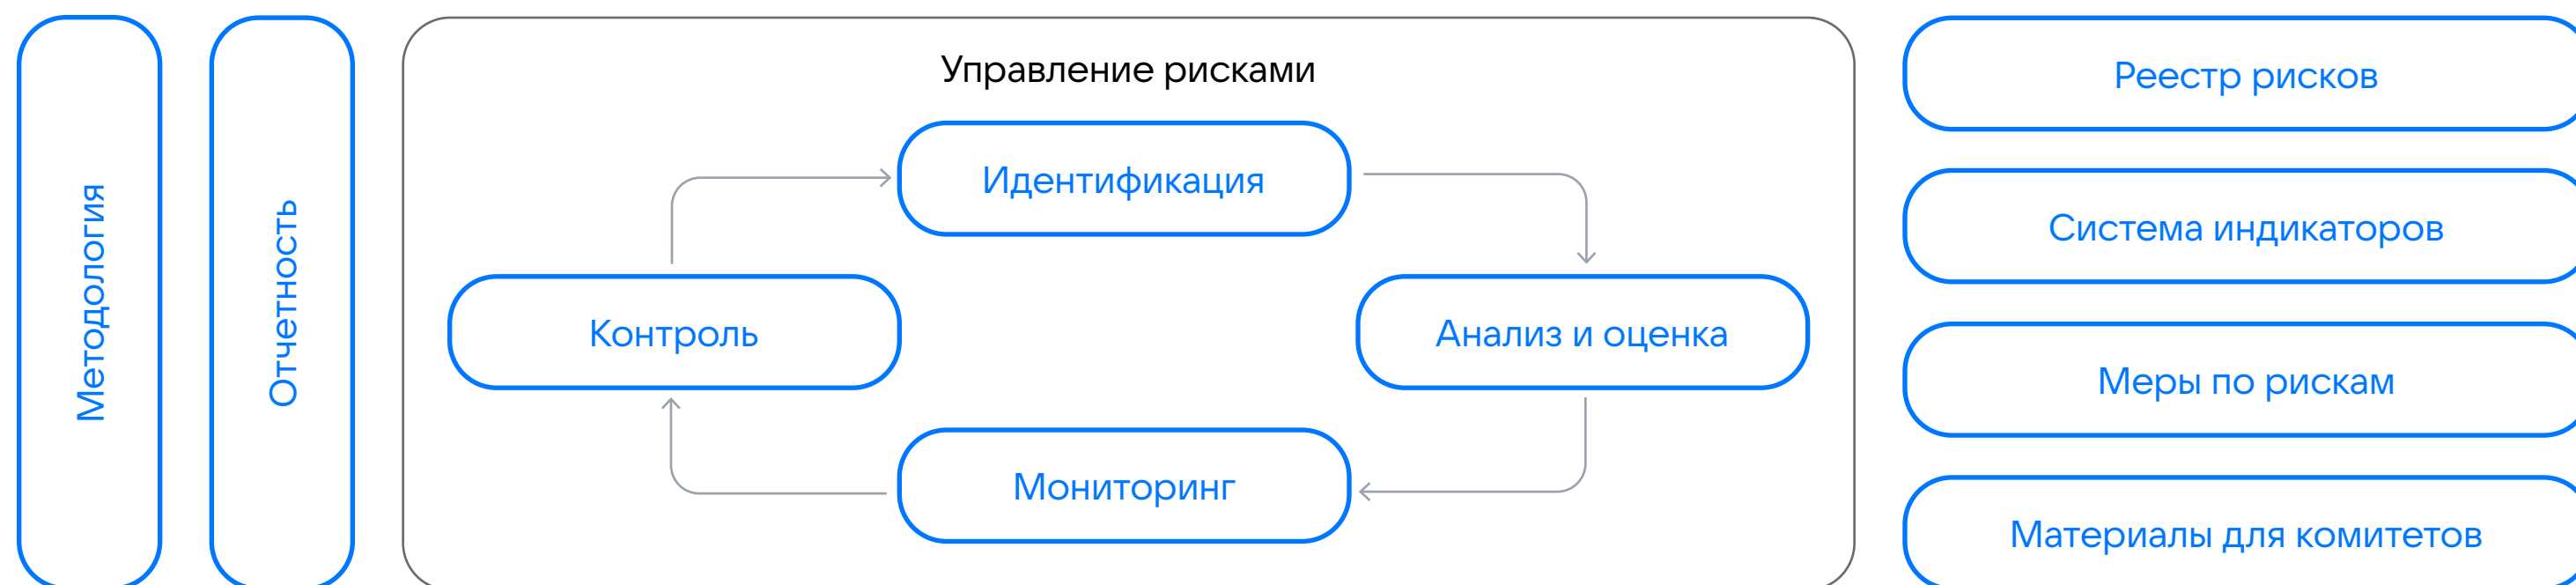 Методология
Отчетность
Управление рисками
Идентификация
Контроль
Анализ и оценка
Мониторинг
Реестр рисков
Система индикаторов
Меры по рискам
Материалы для комитетов